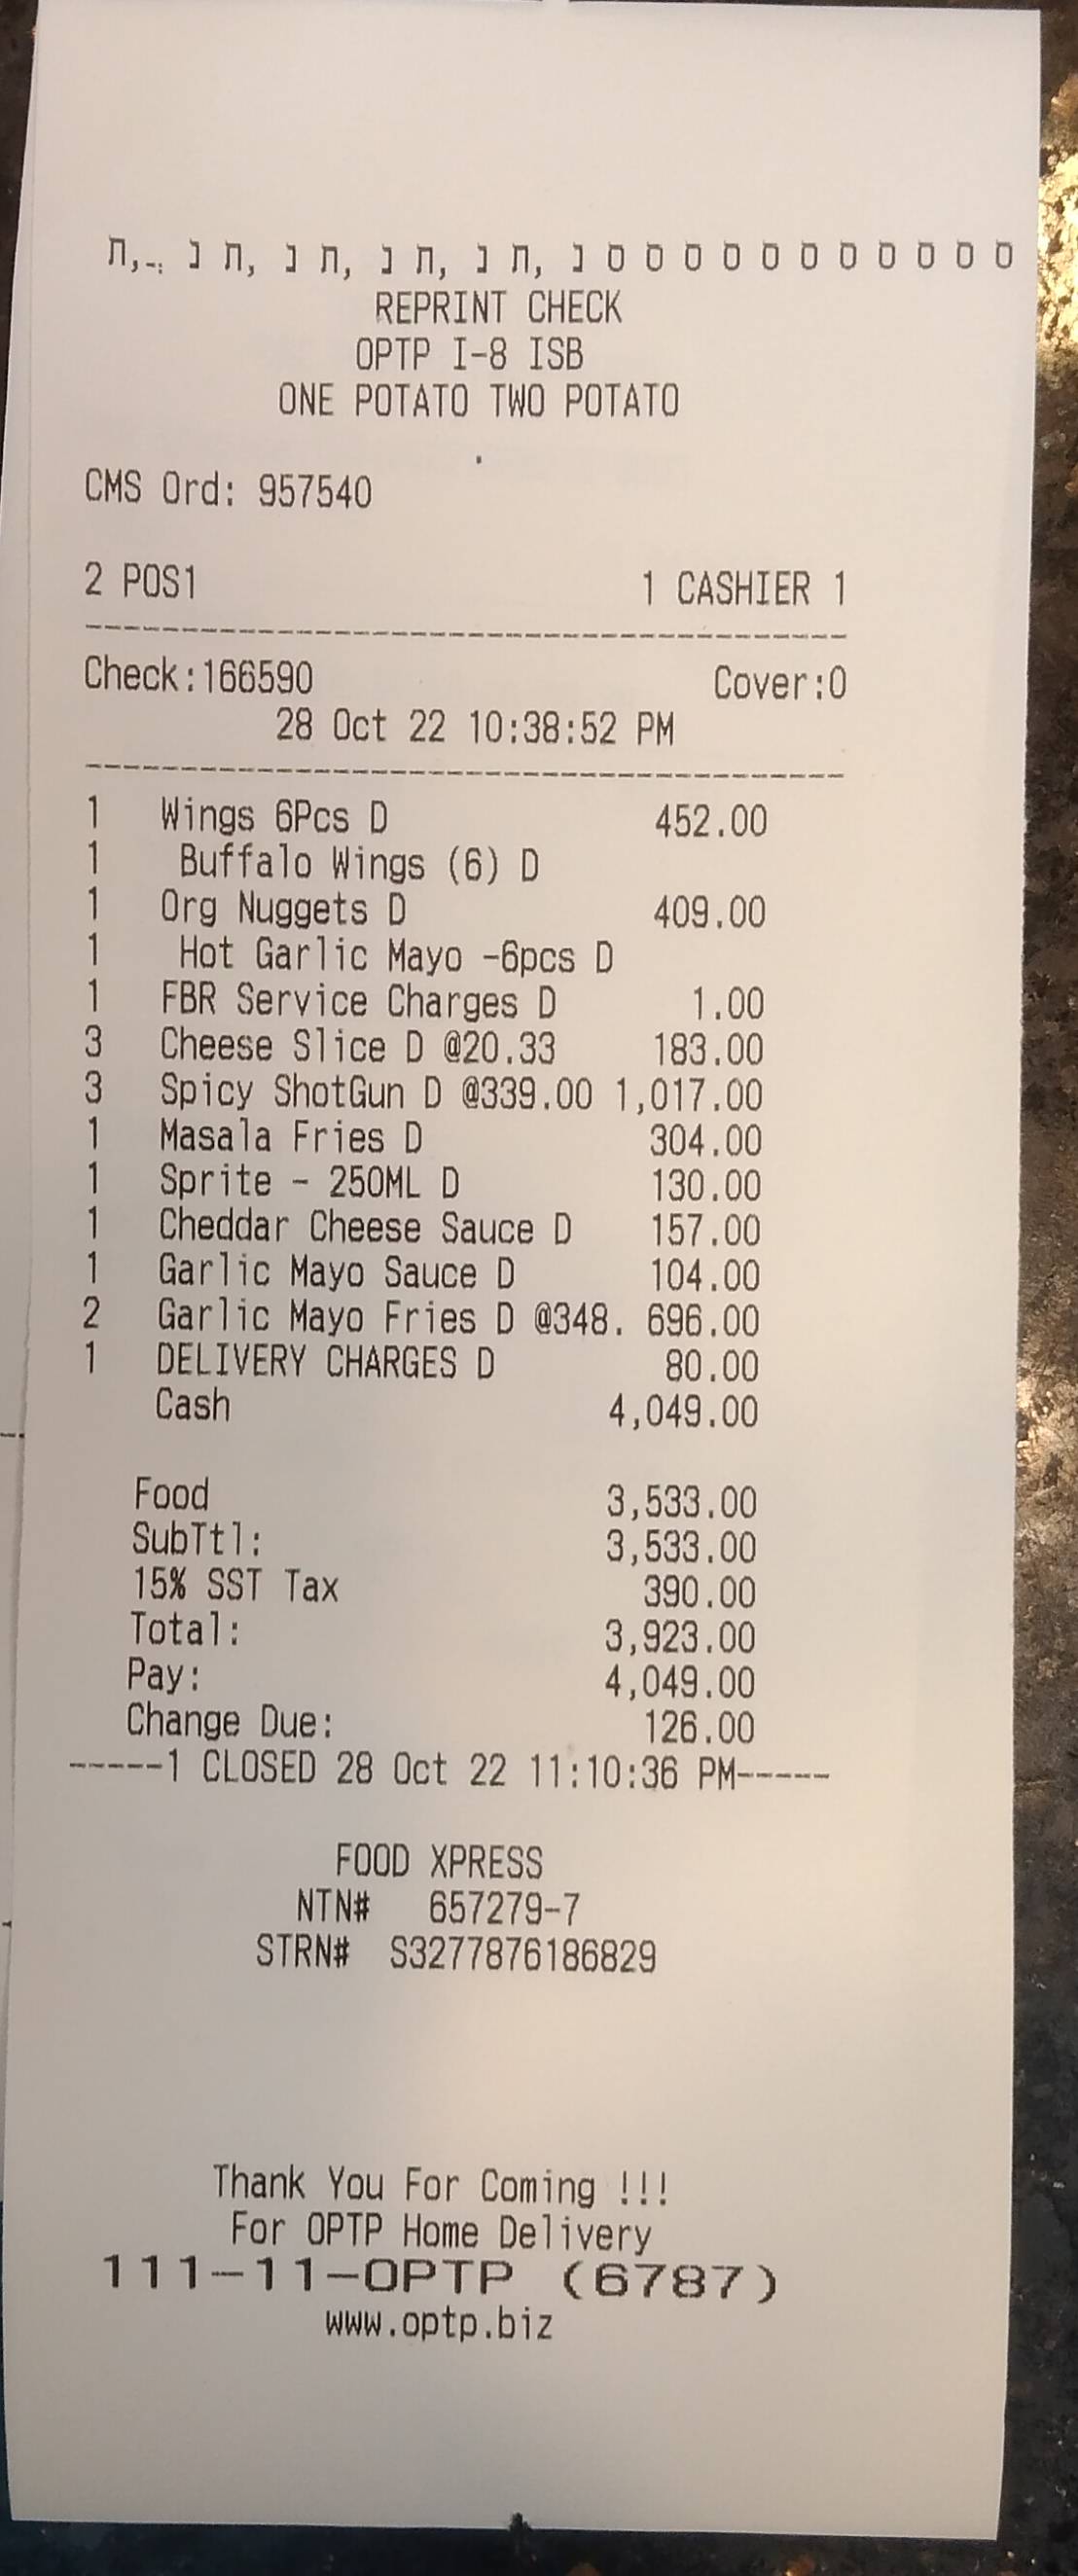 ת,-: נ ת, נ ת, נ ת, נ ת, נ ס ס ס ס ס ס ס ס ס ס ס
REPRINT CHECK
OPTP I-8 ISB
ONE POTATO TWO POTATO
CMS Ord: 957540
2 POS1 1 CASHIER 1
Check:166590 Cover:0
28 Oct 22 10:38:52 PM
1 Wings 6Pcs D 452.00
1 Buffalo Wings (6) D
1 Org Nuggets D 409.00
1 Hot Garlic Mayo -6pcs D
1 FBR Service Charges D 1.00
3 Cheese Slice D @20.33 183.00
3 Spicy ShotGun D @339.00 1,017.00
1 Masala Fries D 304.00
1 Sprite - 250ML D 130.00
1 Cheddar Cheese Sauce D 157.00
1 Garlic Mayo Sauce D 104.00
2 Garlic Mayo Fries D @348. 696.00
1 DELIVERY CHARGES D 80.00
Cash 4,049.00
Food 3,533.00
SubTtl: 3,533.00
15% SST Tax 390.00
Total: 3,923.00
Pay: 4,049.00
Change Due: 126.00
-----1 CLOSED 28 Oct 22 11:10:36 PM-----
FOOD XPRESS
NTN# 657279-7
STRN# S3277876186829
Thank You For Coming !!!
For OPTP Home Delivery
111-11-OPTP (6787)
www.optp.biz